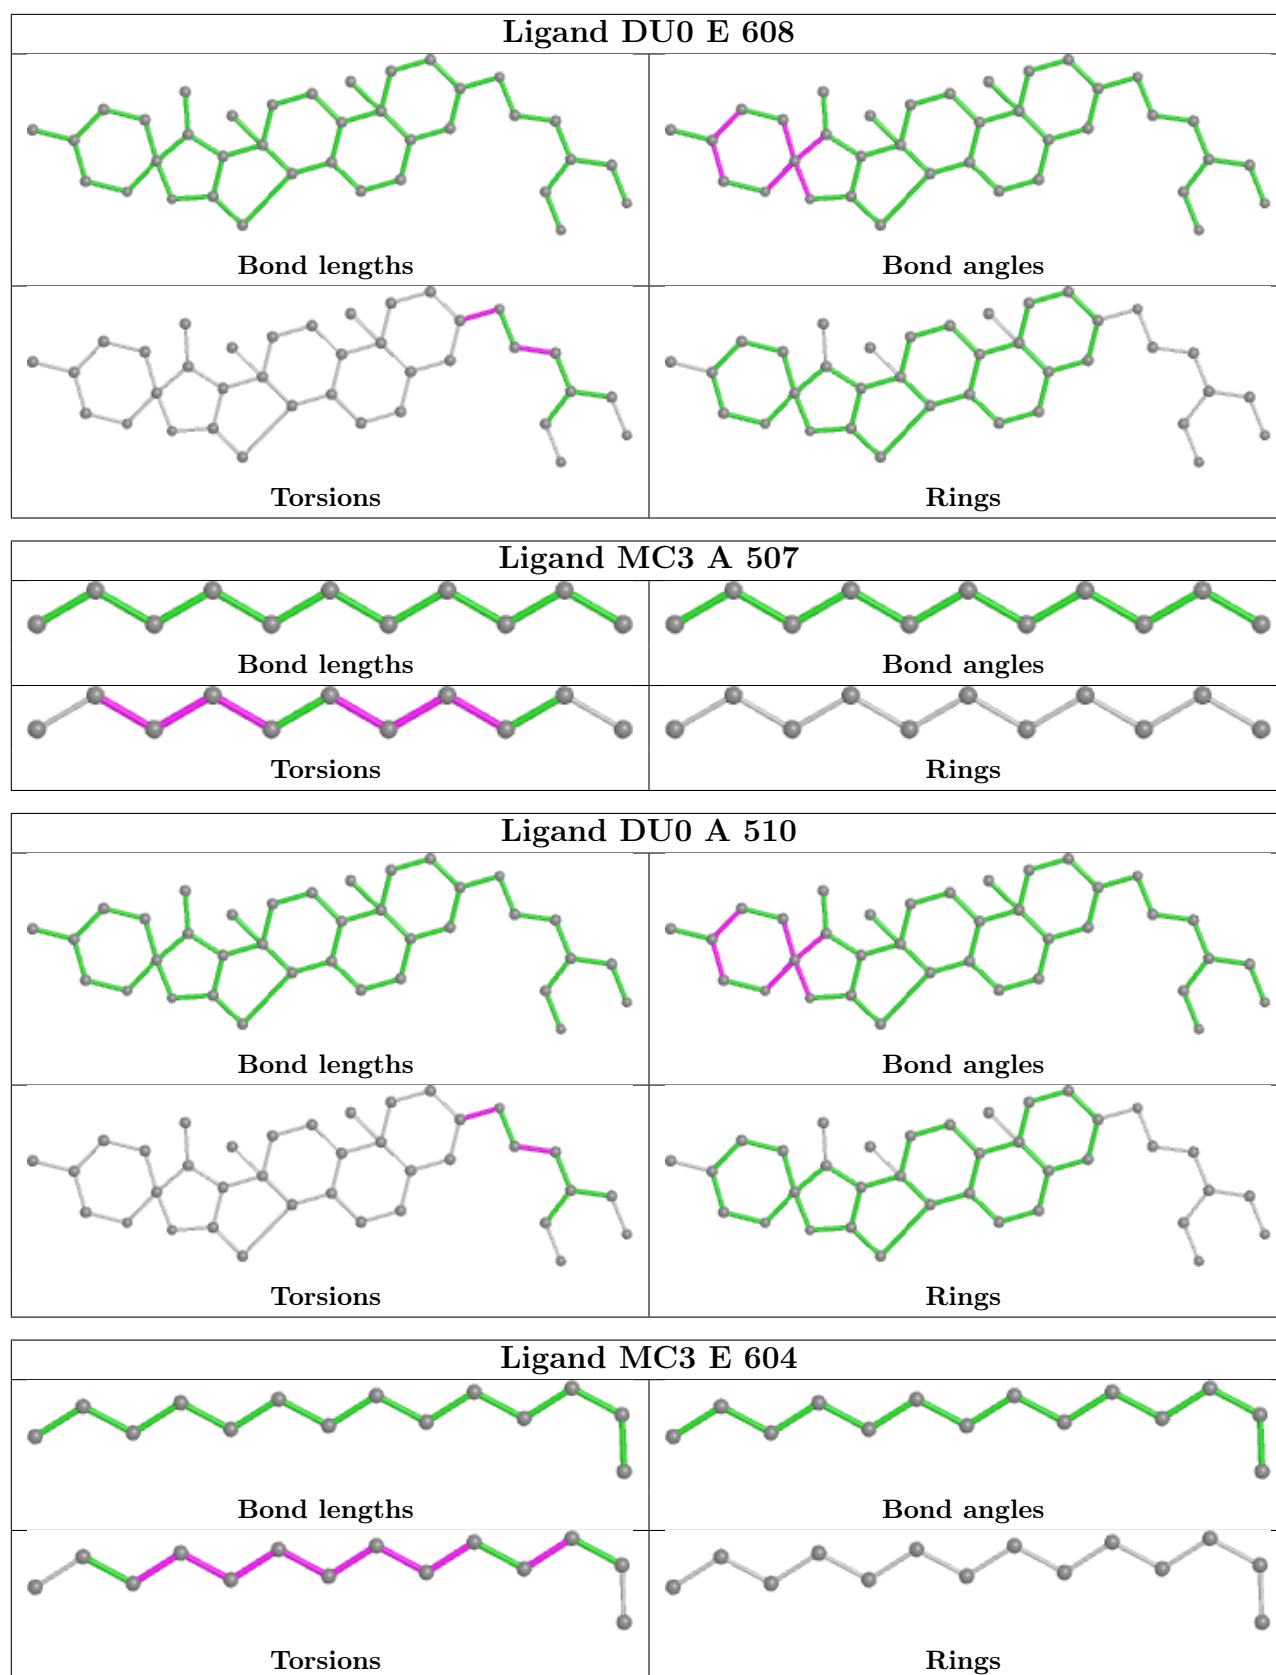 Ligand DU0 E 608
Bond lengths
Bond angles
Torsions
Rings
Ligand MC3 A 507
Bond lengths
Bond angles
Torsions
Rings
Ligand DU0 A 510
Bond lengths
Bond angles
Torsions
Rings
Ligand MC3 E 604
Bond lengths
Bond angles
Torsions
Rings